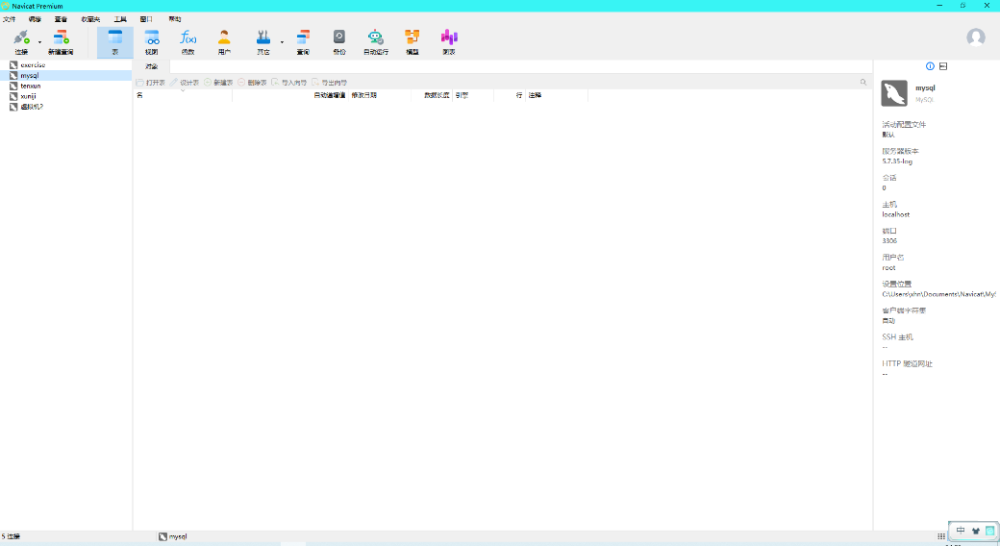 Navicat Premium
文件 编辑 查看 收藏夹 工具 窗口 帮助
连接 新建查询 表 视图 函数 用户 其它 查询 备份 自动运行 模型 图表
f(x)
exercise
mysql
tenxun
xuniji
虚拟机2
对象
打开表 设计表 新建表 删除表 导入向导 导出向导
名 自动递增值 修改日期 数据长度 引擎 行 注释
mysql
MySQL
活动配置文件
默认
服务器版本
5.7.35-log
会话
0
主机
localhost
端口
3306
用户名
root
设置位置
C:\Users\xhn\Documents\Navicat\MyS
客户端字符集
自动
SSH 主机
--
HTTP 隧道网址
--
5 连接 mysql
中